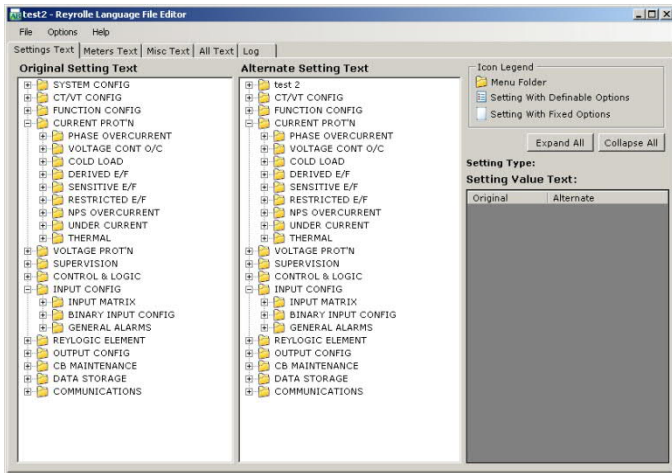 test2 - Reyrolle Language File Editor
File Options Help
Settings Text Meters Text Misc Text All Text Log
Original Setting Text
SYSTEM CONFIG
CT/VT CONFIG
FUNCTION CONFIG
CURRENT PROT'N
PHASE OVERCURRENT
VOLTAGE CONT O/C
COLD LOAD
DERIVED E/F
SENSITIVE E/F
RESTRICTED E/F
NPS OVERCURRENT
UNDER CURRENT
THERMAL
VOLTAGE PROT'N
SUPERVISION
CONTROL & LOGIC
INPUT CONFIG
INPUT MATRIX
BINARY INPUT CONFIG
GENERAL ALARMS
REYLOGIC ELEMENT
OUTPUT CONFIG
CB MAINTENANCE
DATA STORAGE
COMMUNICATIONS
Alternate Setting Text
test 2
CT/VT CONFIG
FUNCTION CONFIG
CURRENT PROT'N
PHASE OVERCURRENT
VOLTAGE CONT O/C
COLD LOAD
DERIVED E/F
SENSITIVE E/F
RESTRICTED E/F
NPS OVERCURRENT
UNDER CURRENT
THERMAL
VOLTAGE PROT'N
SUPERVISION
CONTROL & LOGIC
INPUT CONFIG
INPUT MATRIX
BINARY INPUT CONFIG
GENERAL ALARMS
REYLOGIC ELEMENT
OUTPUT CONFIG
CB MAINTENANCE
DATA STORAGE
COMMUNICATIONS
Icon Legend
Menu Folder
Setting With Definable Options
Setting With Fixed Options
Expand All Collapse All
Setting Type:
Setting Value Text:
Original Alternate